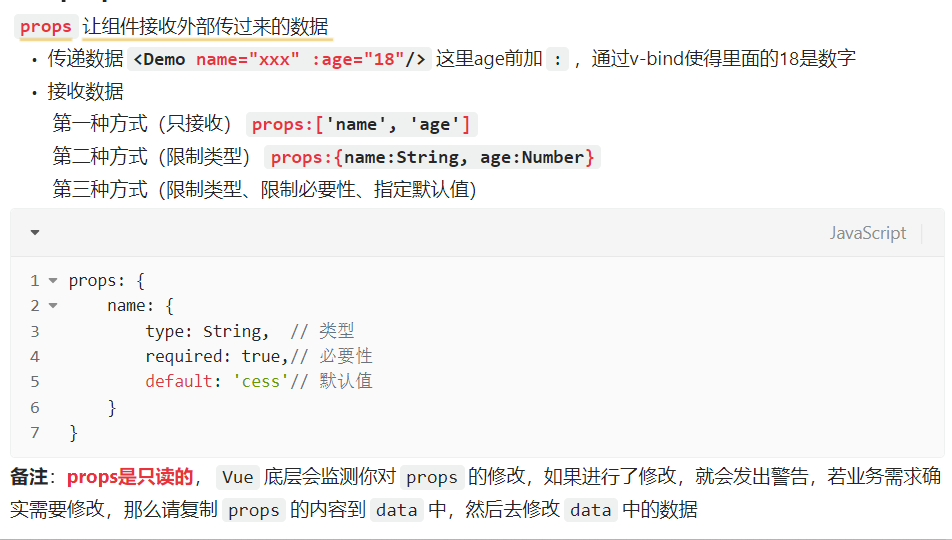 props 让组件接收外部传过来的数据
• 传递数据 <Demo name="xxx" :age="18"/> 这里age前加 : ，通过v-bind使得里面的18是数字
• 接收数据
第一种方式（只接收） props:['name', 'age']
第二种方式（限制类型） props:{name:String, age:Number}
第三种方式（限制类型、限制必要性、指定默认值）
JavaScript
1 props: {
2     name: {
3         type: String,  // 类型
4         required: true,// 必要性
5         default: 'cess'// 默认值
6     }
7 }
备注：props是只读的， Vue 底层会监测你对 props 的修改，如果进行了修改，就会发出警告，若业务需求确
实需要修改，那么请复制 props 的内容到 data 中，然后去修改 data 中的数据